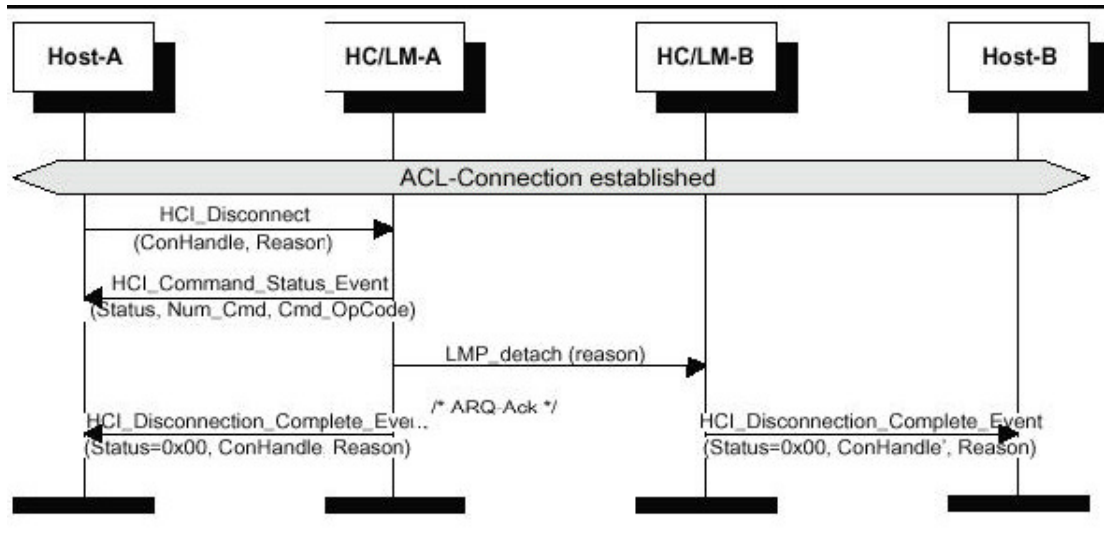 Host-A
HC/LM-A
HC/LM-B
Host-B
ACL-Connection established
HCI_Disconnect
(ConHandle, Reason)
HCI_Command_Status_Event
(Status, Num_Cmd, Cmd_OpCode)
LMP_detach (reason)
/* ARQ-Ack */
HCI_Disconnection_Complete_Eve
(Status=0x00, ConHandle Reason)
HCI_Disconnection_Complete_Event
(Status=0x00, ConHandle', Reason)